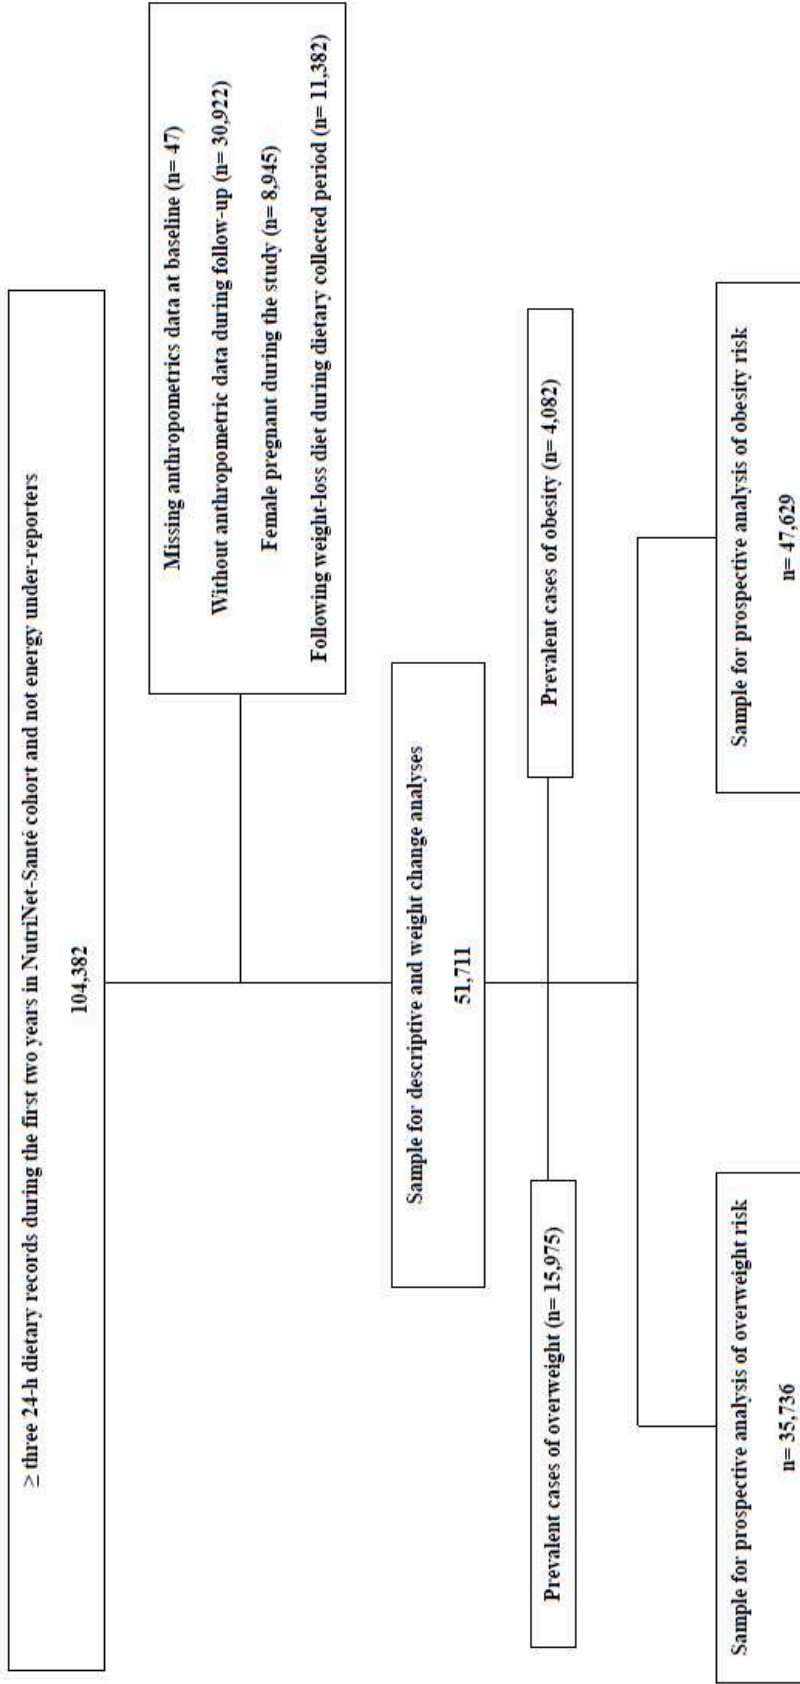 ≥ three 24-h dietary records during the first two years in NutriNet-Santé cohort and not energy under-reporters
104,382
Missing anthropometrics data at baseline (n= 47)
Without anthropometric data during follow-up (n= 30,922)
Female pregnant during the study (n= 8,945)
Following weight-loss diet during dietary collected period (n= 11,382)
Sample for descriptive and weight change analyses
51,711
Prevalent cases of overweight (n= 15,975)
Prevalent cases of obesity (n= 4,082)
Sample for prospective analysis of overweight risk
n= 35,736
Sample for prospective analysis of obesity risk
n= 47,629